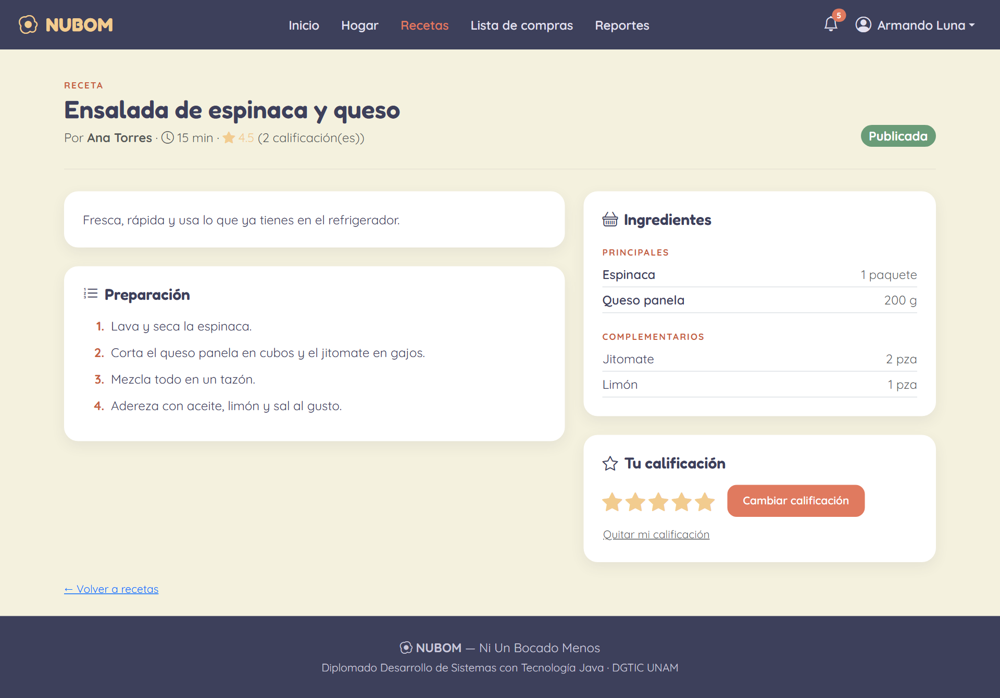 NUBOM
Inicio
Hogar
Recetas
Lista de compras
Reportes
5
Armando Luna
RECETA
Ensalada de espinaca y queso
Por Ana Torres · 15 min · 4.5 (2 calificación(es))
Publicada
Fresca, rápida y usa lo que ya tienes en el refrigerador.
Preparación
1. Lava y seca la espinaca.
2. Corta el queso panela en cubos y el jitomate en gajos.
3. Mezcla todo en un tazón.
4. Adereza con aceite, limón y sal al gusto.
Ingredientes
PRINCIPALES
Espinaca 1 paquete
Queso panela 200 g
COMPLEMENTARIOS
Jitomate 2 pza
Limón 1 pza
Tu calificación
Cambiar calificación
Quitar mi calificación
← Volver a recetas
NUBOM — Ni Un Bocado Menos
Diplomado Desarrollo de Sistemas con Tecnología Java · DGTIC UNAM